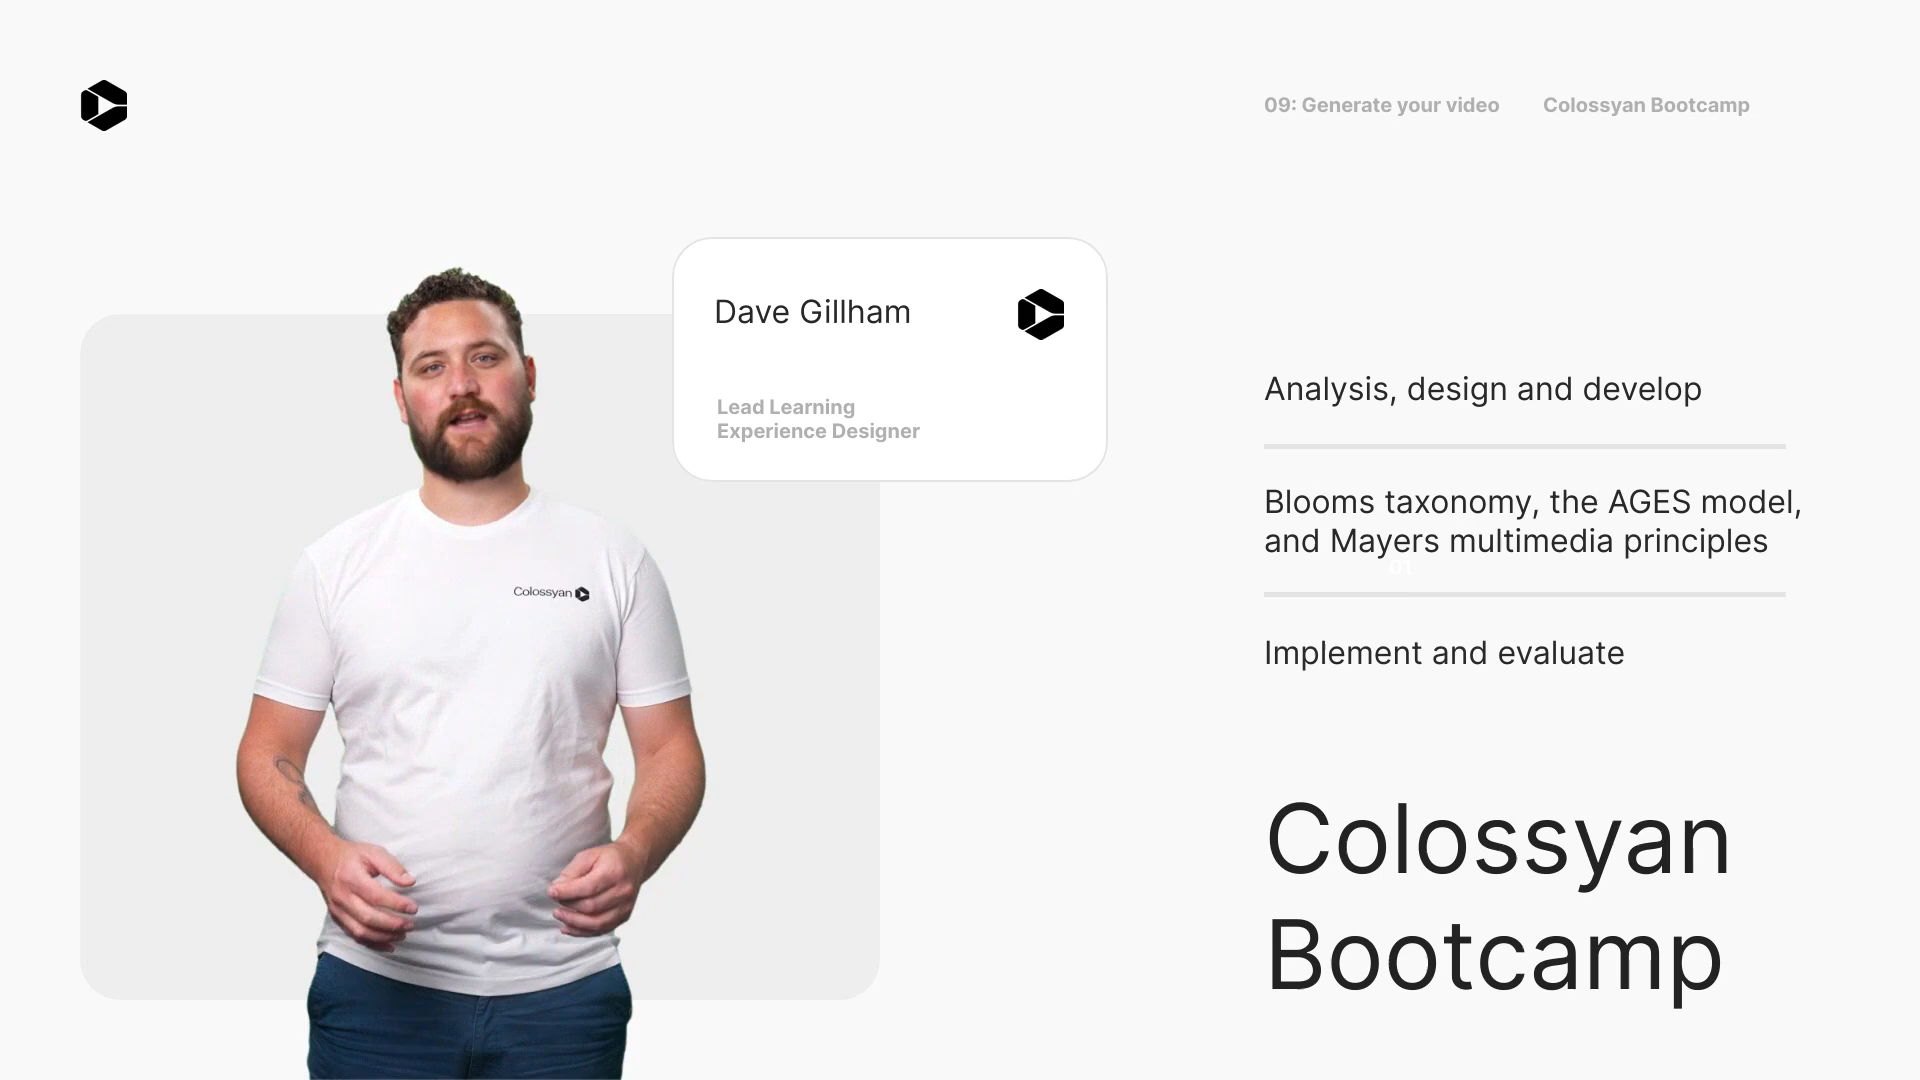 09: Generate your video
Colossyan Bootcamp
Dave Gillham
Lead Learning
Experience Designer
Colossyan
Analysis, design and develop
Blooms taxonomy, the AGES model,
and Mayers multimedia principles
01
Implement and evaluate
Colossyan
Bootcamp